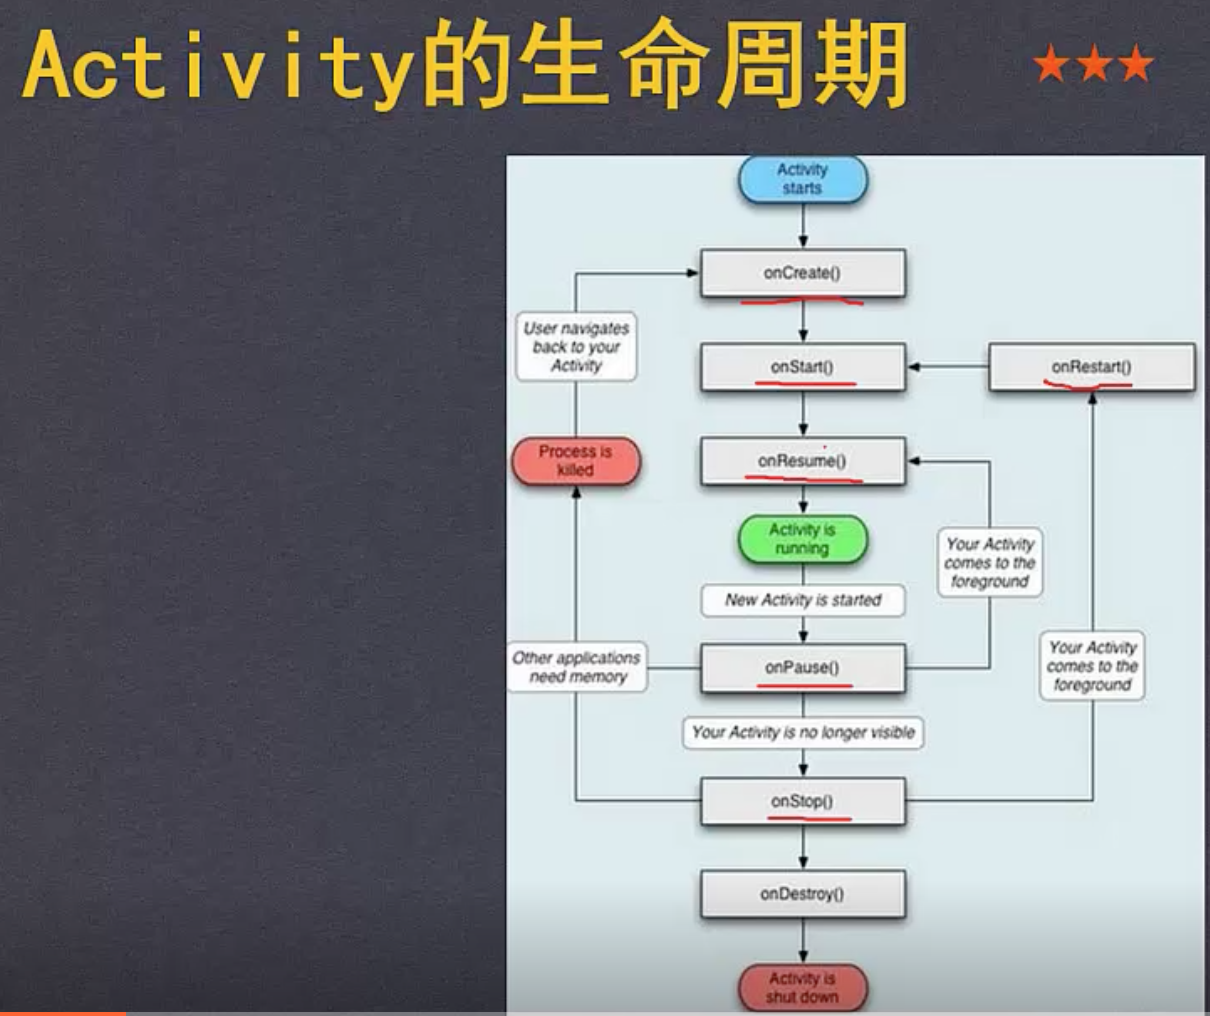 Activity的生命周期
Activity
starts
onCreate()
User navigates
back to your
Activity
onStart()
onRestart()
Process is
killed
onResume()
Activity is
running
Your Activity
comes to the
foreground
New Activity is started
Other applications
need memory
onPause()
Your Activity
comes to the
foreground
Your Activity is no longer visible
onStop()
onDestroy()
Activity is
shut down